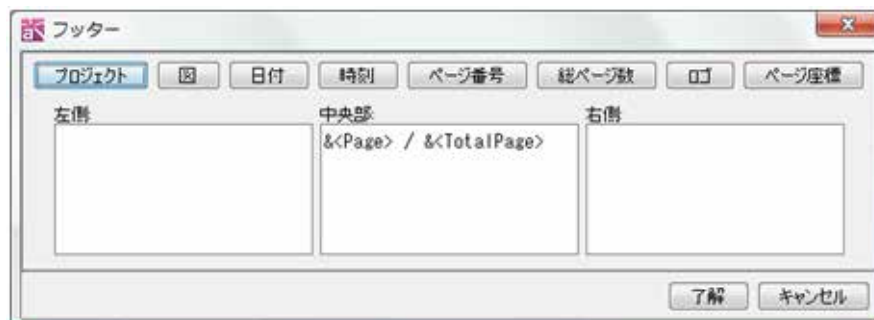 フッター
プロジェクト 図 日付 時刻 ページ番号 総ページ数 ロゴ ページ座標
左側 中央部 右側
&<Page> / &<TotalPage>
了解 キャンセル